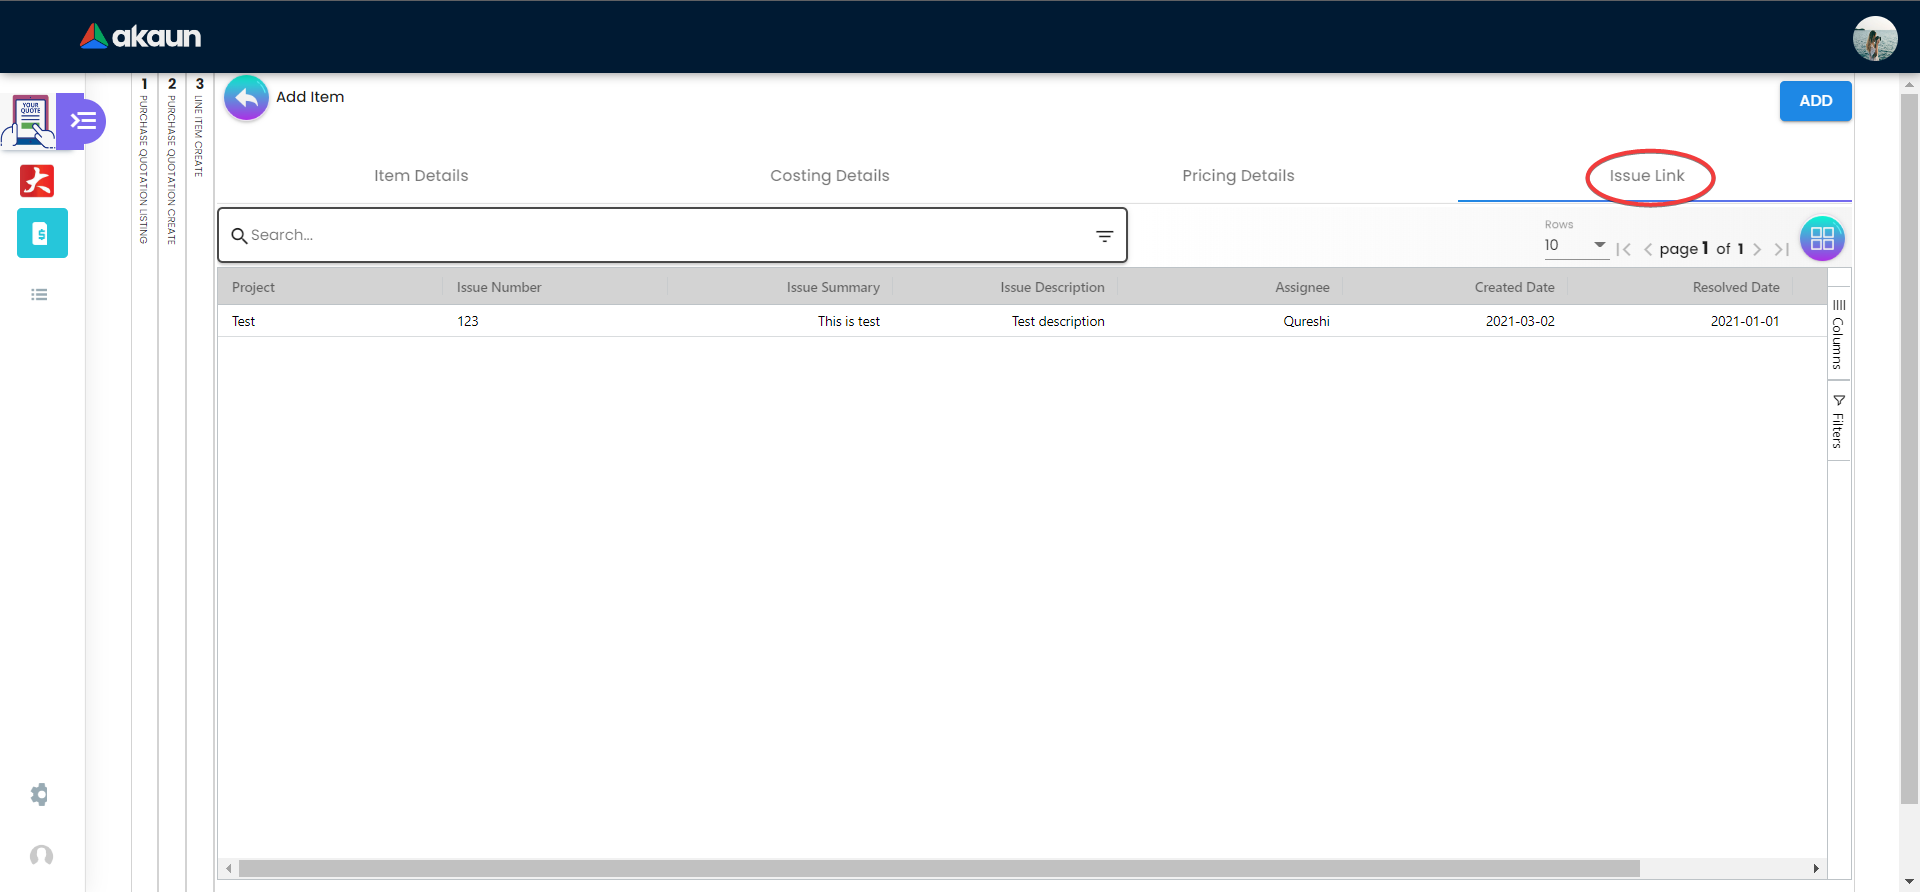 akaun
YOUR
QUOTE
1 PURCHASE QUOTATION LISTING
2 PURCHASE QUOTATION CREATE
3 LINE ITEM CREATE
Add Item
ADD
Item Details Costing Details Pricing Details Issue Link
Search...
Rows
10
page 1 of 1
Project Issue Number Issue Summary Issue Description Assignee Created Date Resolved Date
Test 123 This is test Test description Qureshi 2021-03-02 2021-01-01
Columns
Filters